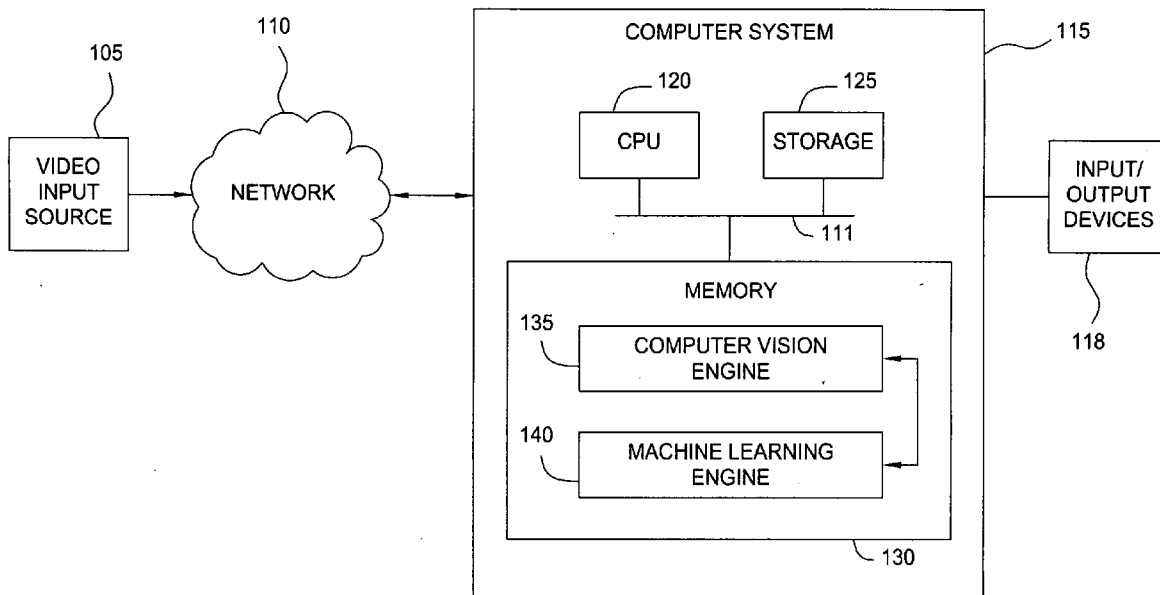 110
COMPUTER SYSTEM
115
105
120
125
CPU
STORAGE
VIDEO
INPUT
SOURCE
NETWORK
INPUT/
OUTPUT
DEVICES
111
MEMORY
135
COMPUTER VISION
ENGINE
118
140
MACHINE LEARNING
ENGINE
130